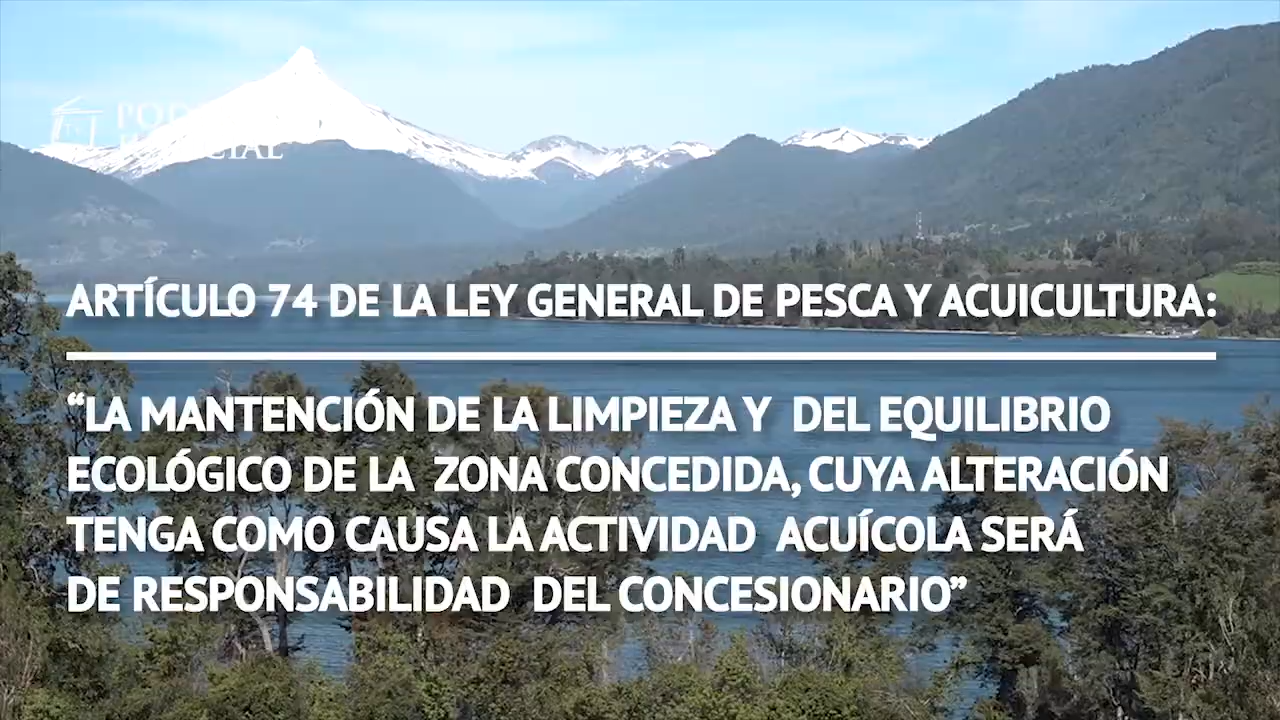 ARTÍCULO 74 DE LA LEY GENERAL DE PESCA Y ACUICULTURA:
“LA MANTENCIÓN DE LA LIMPIEZA Y DEL EQUILIBRIO
ECOLÓGICO DE LA ZONA CONCEDIDA, CUYA ALTERACIÓN
TENGA COMO CAUSA LA ACTIVIDAD ACUÍCOLA SERÁ
DE RESPONSABILIDAD DEL CONCESIONARIO”